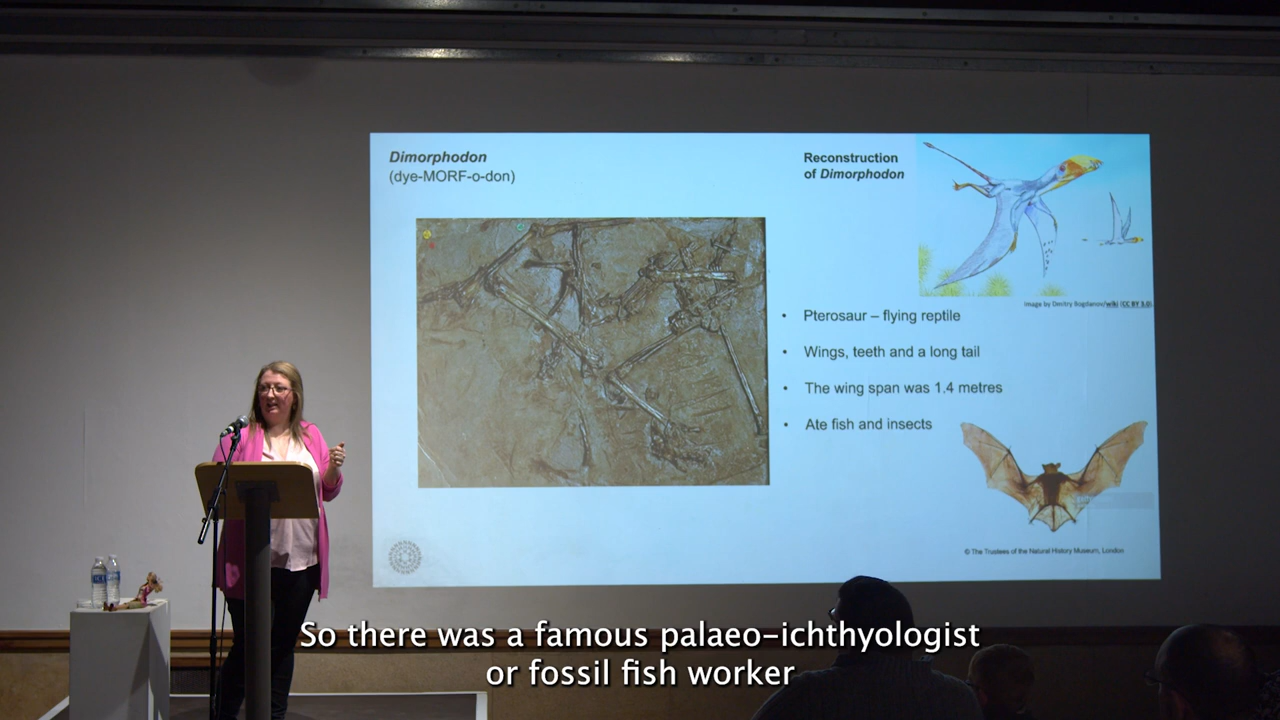 Dimorphodon
(dye-MORF-o-don)
Reconstruction
of Dimorphodon
Image by Dmitry Bogdanov/wiki (CC BY 3.0).
• Pterosaur – flying reptile
• Wings, teeth and a long tail
• The wing span was 1.4 metres
• Ate fish and insects
© The Trustees of the Natural History Museum, London
So there was a famous palaeo-ichthyologist
or fossil fish worker